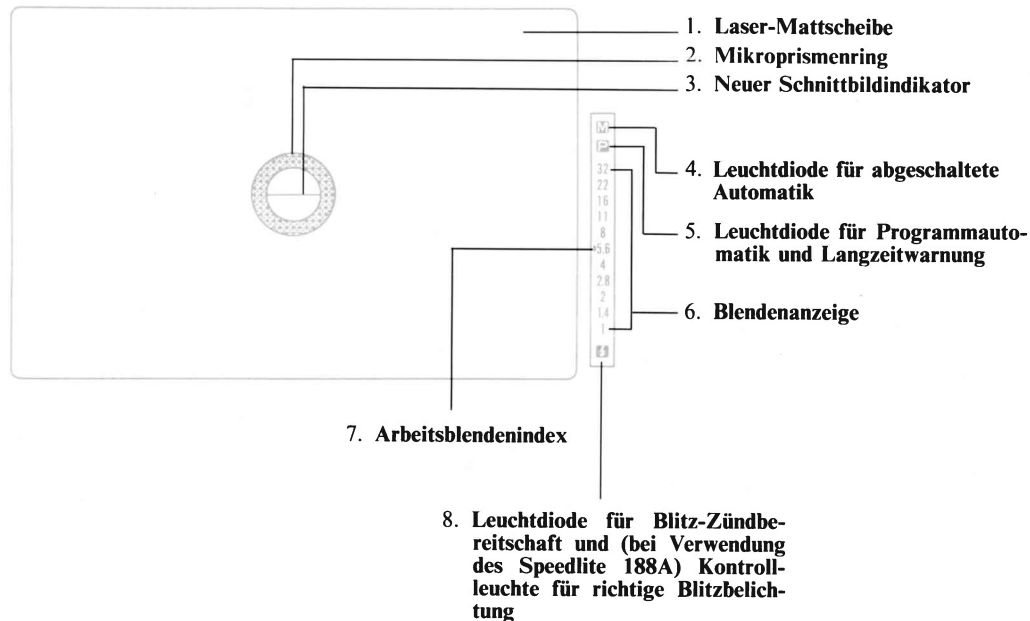 1. Laser-Mattscheibe
2. Mikroprismenring
3. Neuer Schnittbildindikator
M
P
32
22
16
11
8
•5.6
4
2.8
2
1.4
1
4. Leuchtdiode für abgeschaltete
Automatik
5. Leuchtdiode für Programmauto-
matik und Langzeitwarnung
6. Blendenanzeige
7. Arbeitsblendenindex
8. Leuchtdiode für Blitz-Zündbe-
reitschaft und (bei Verwendung
des Speedlite 188A) Kontroll-
leuchte für richtige Blitzbelich-
tung